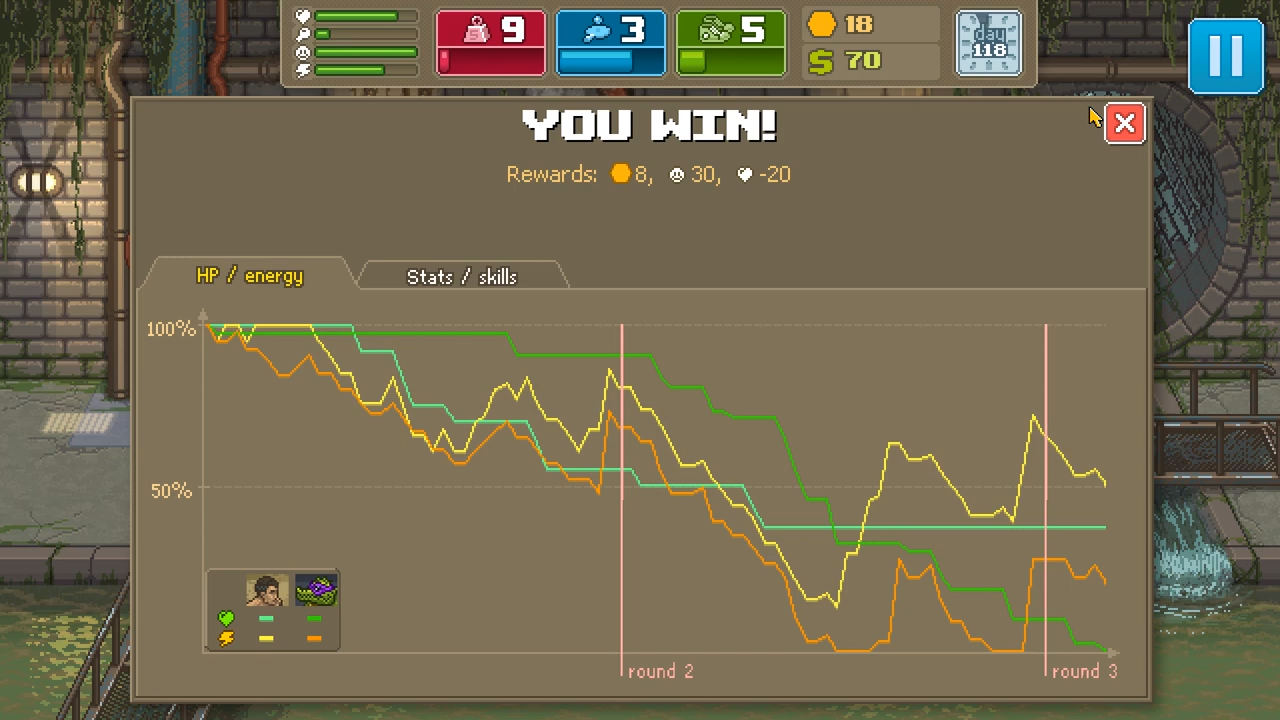 9
3
5
18
70
day
118
YOU WIN!
Rewards: 8, 30, -20
HP / energy
Stats / skills
100%
50%
round 2
round 3